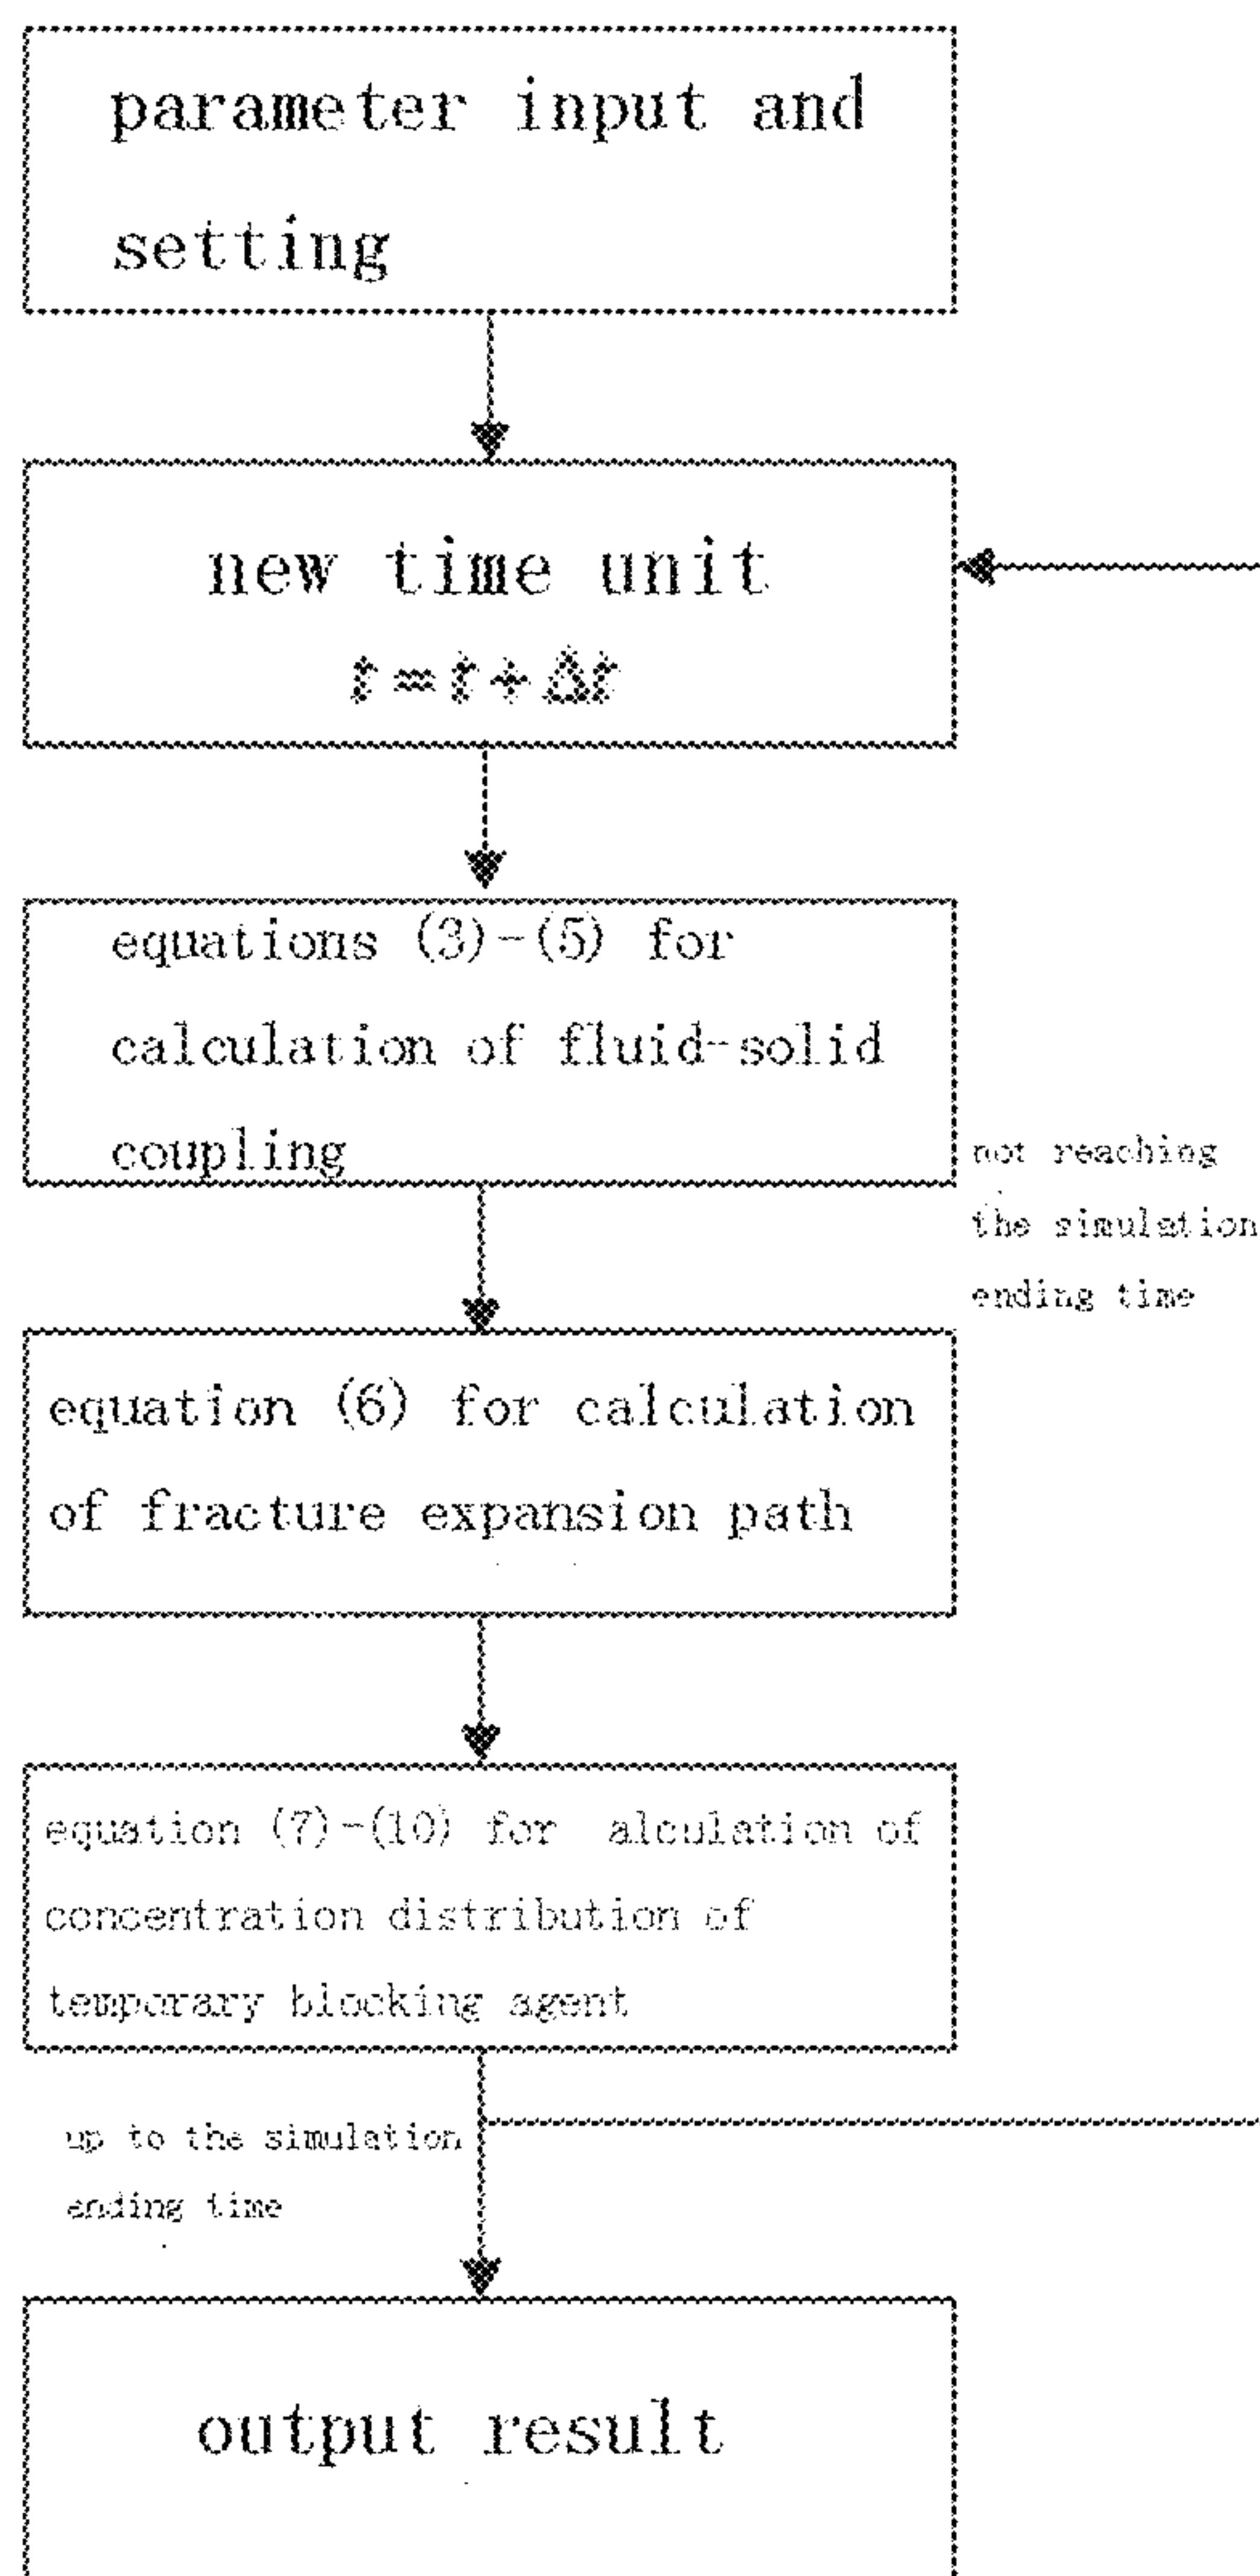 parameter input and
setting
new time unit
t=t+Δt
equations (3)-(5) for
calculation of fluid-solid
coupling
not reaching
the simulation
ending time
equation (6) for calculation
of fracture expansion path
equation (7)-(10) for alculation of
concentration distribution of
temporary blocking agent
up to the simulation
ending time
output result